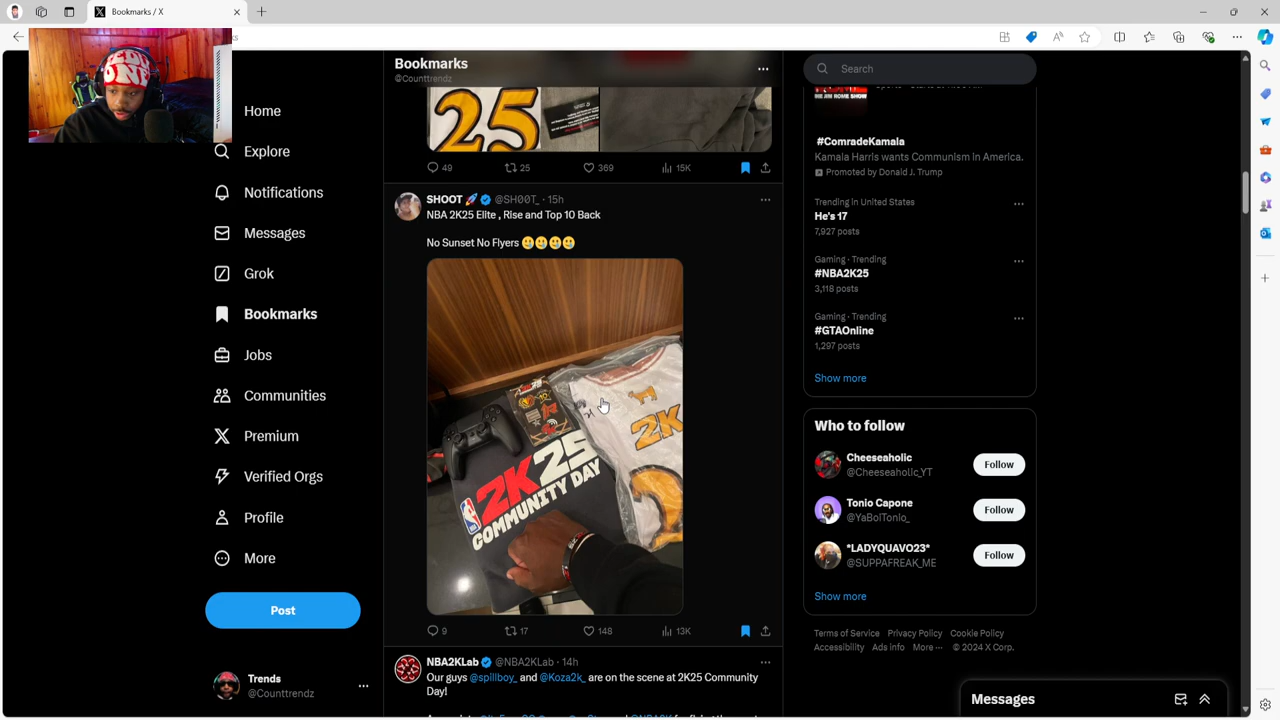 Bookmarks / X
Bookmarks
@Counttrendz
Home
Explore
Notifications
Messages
Grok
Bookmarks
Jobs
Communities
Premium
Verified Orgs
Profile
More
Post
Trends
@Counttrendz
25
49
25
369
15K
SHOOT 🚀 @SH00T_ · 15h
NBA 2K25 Elite , Rise and Top 10 Back
No Sunset No Flyers 😃😃😃😃
2K25
COMMUNITY DAY
2K
9
17
148
13K
NBA2KLab @NBA2KLab · 14h
Our guys @spillboy_ and @Koza2k_ are on the scene at 2K25 Community
Day!
Search
#ComradeKamala
Kamala Harris wants Communism in America.
Promoted by Donald J. Trump
Trending in United States
He's 17
7,927 posts
Gaming · Trending
#NBA2K25
3,118 posts
Gaming · Trending
#GTAOnline
1,297 posts
Show more
Who to follow
Cheeseaholic
@Cheeseaholic_YT
Follow
Tonio Capone
@YaBoITonio_
Follow
*LADYQUAVO23*
@SUPPAFREAK_ME
Follow
Show more
Terms of Service Privacy Policy Cookie Policy
Accessibility Ads info More ··· © 2024 X Corp.
Messages